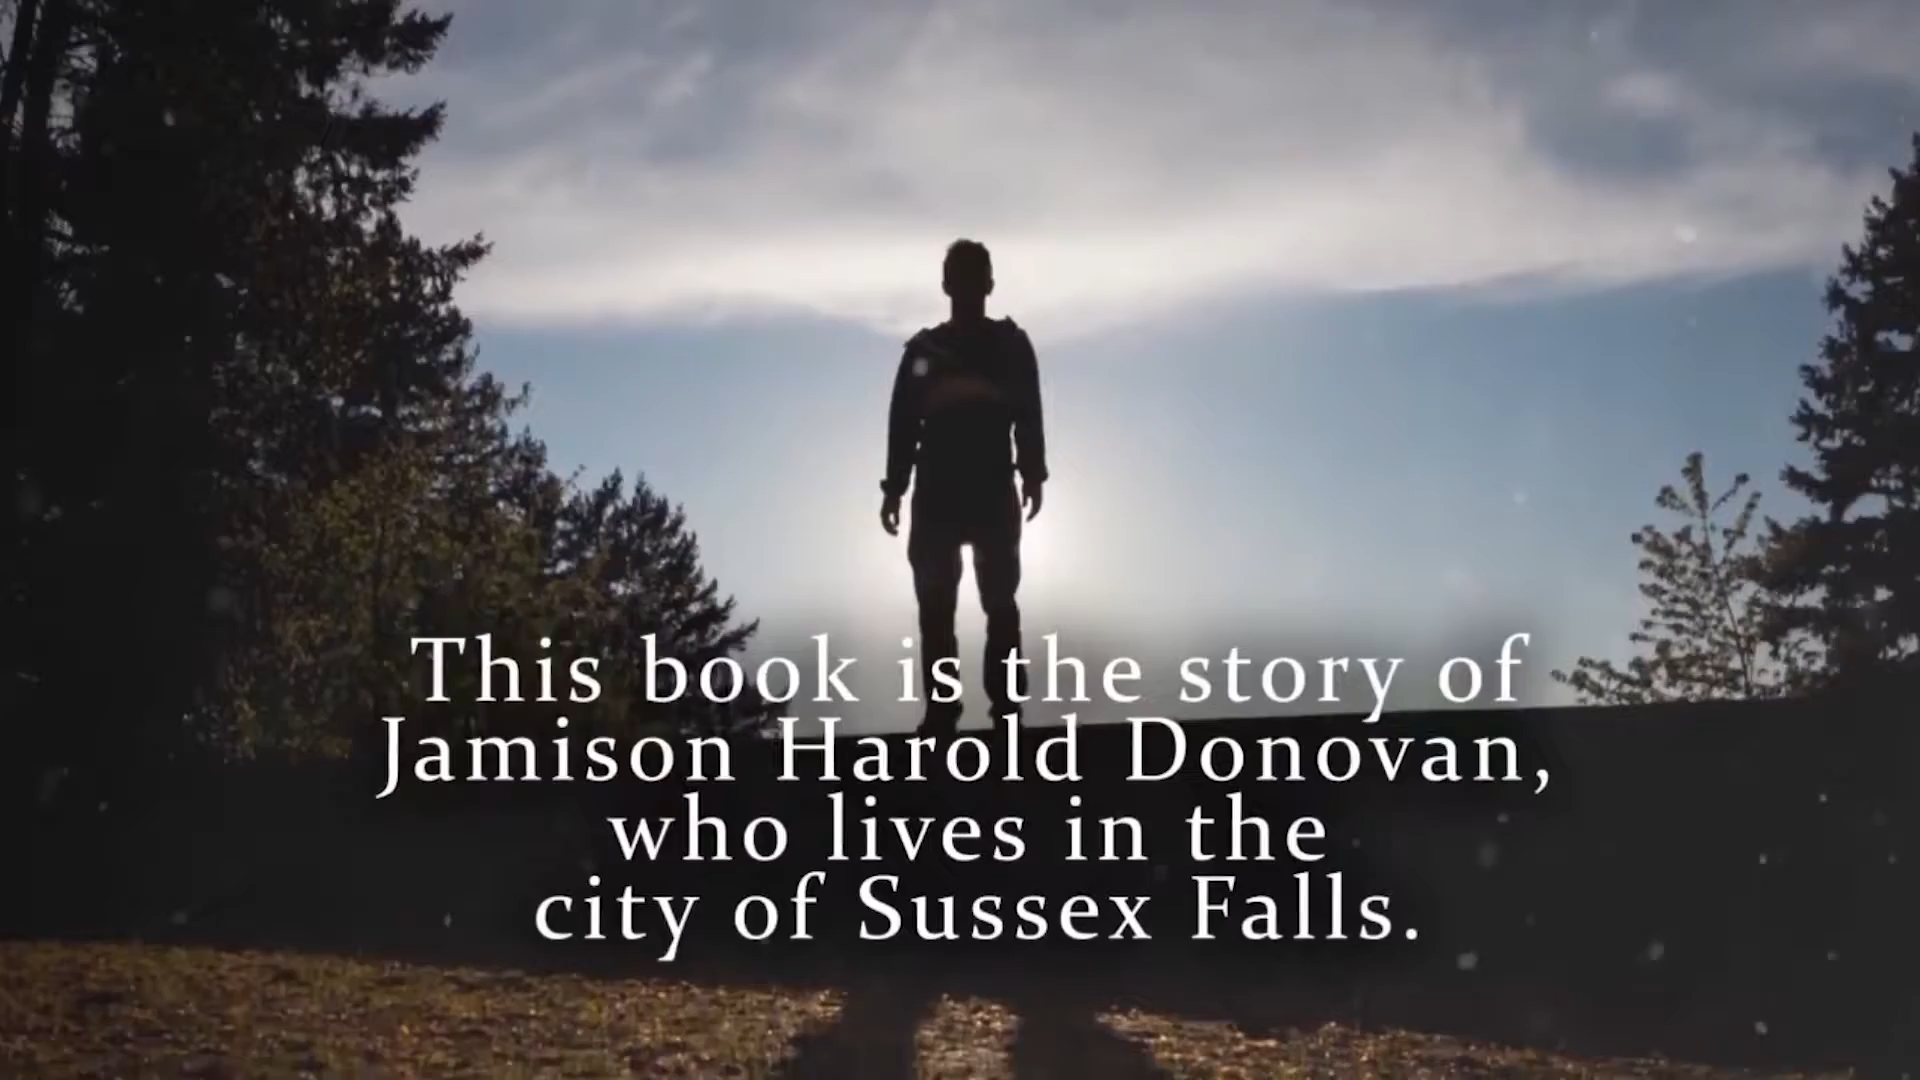 This book is the story of
Jamison Harold Donovan,
who lives in the
city of Sussex Falls.